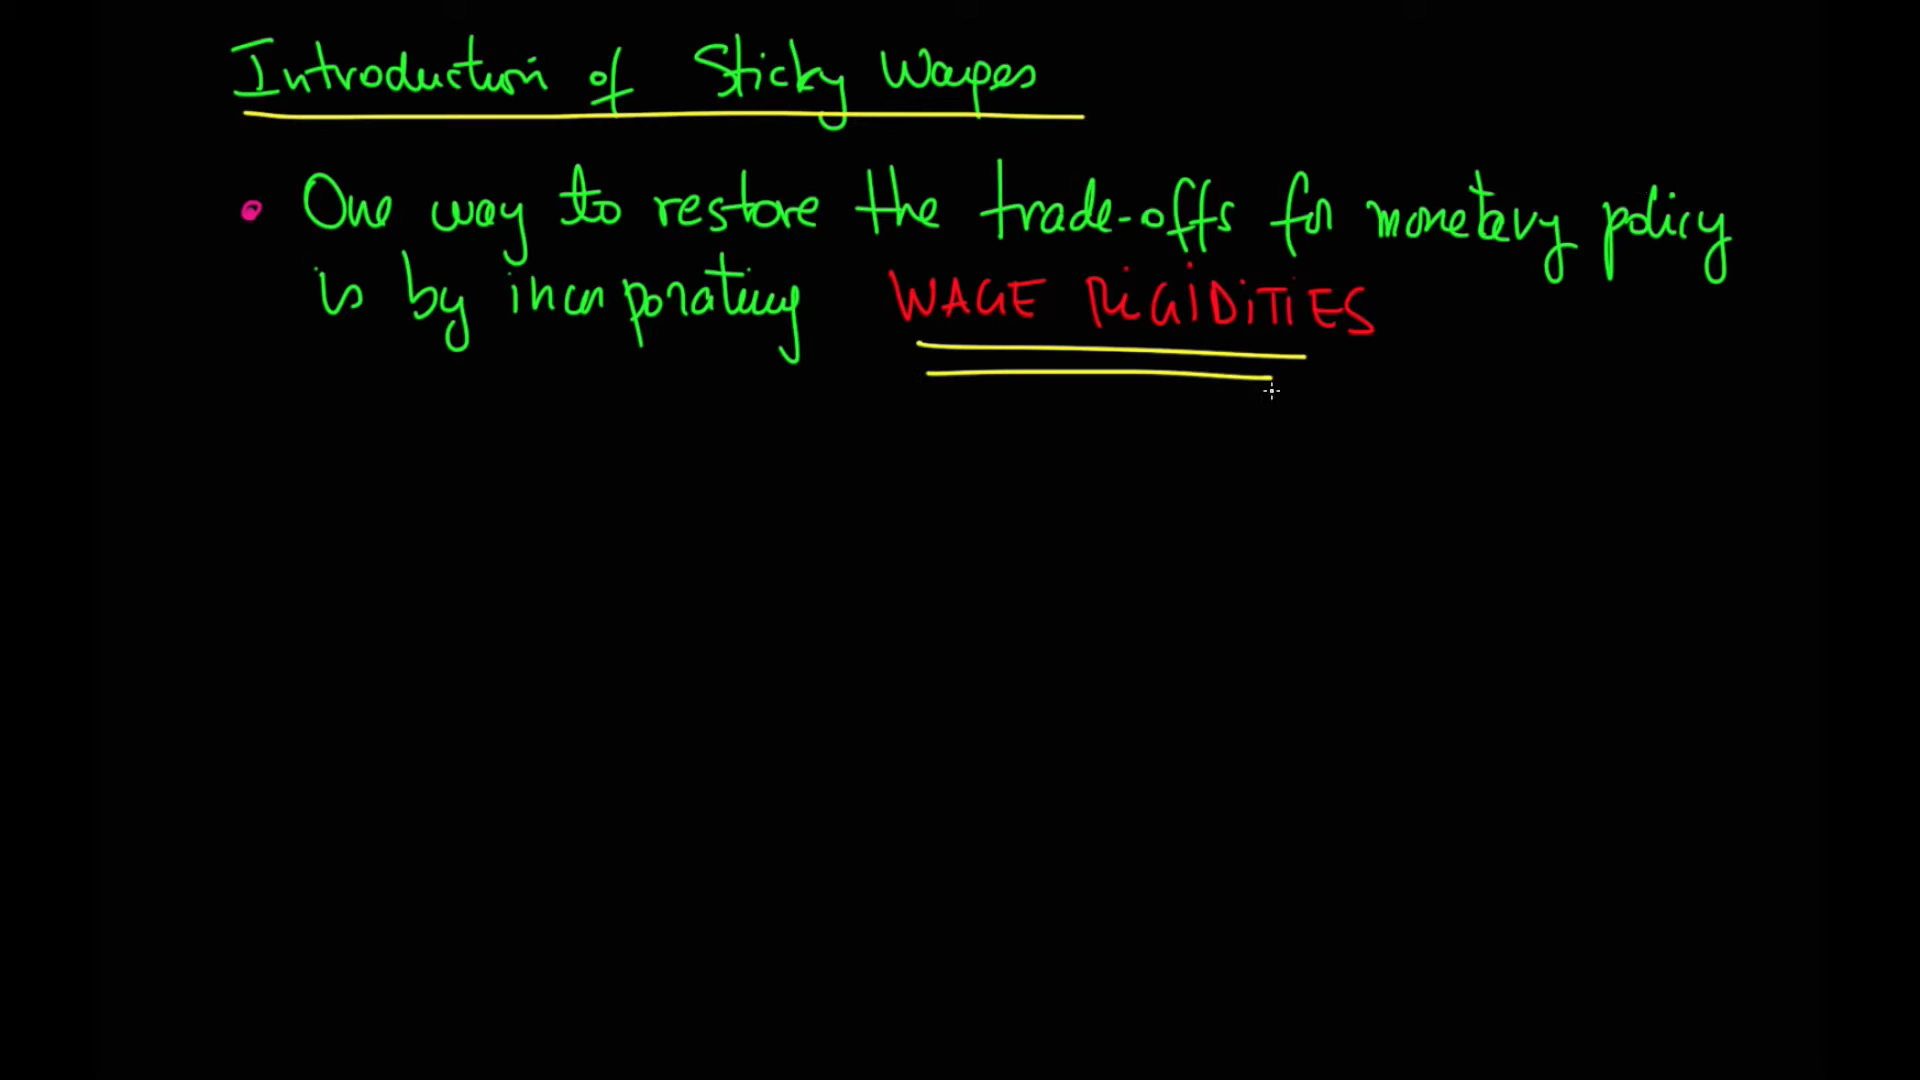 Introduction of Sticky Wages
• One way to restore the trade-offs for monetary policy
is by incorporating WAGE RiGiDiTiES